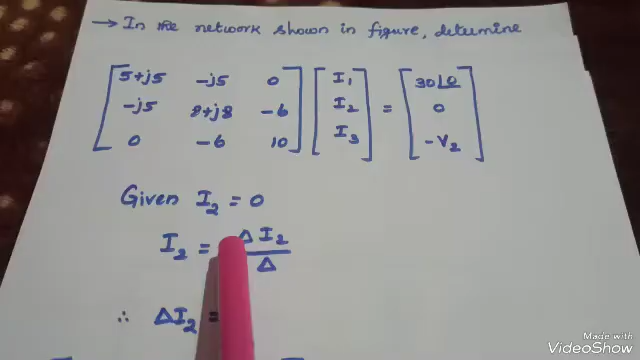 → In the network shown in figure, determine
[5+j5 -j5 0] [I₁] = [30∠0]
[-j5 8+j8 -6] [I₂] [0]
[0 -6 10] [I₃] [-V₂]
Given I₂ = 0
I₂ = ΔI₂ / Δ
∴ ΔI₂ =
Made with
VideoShow